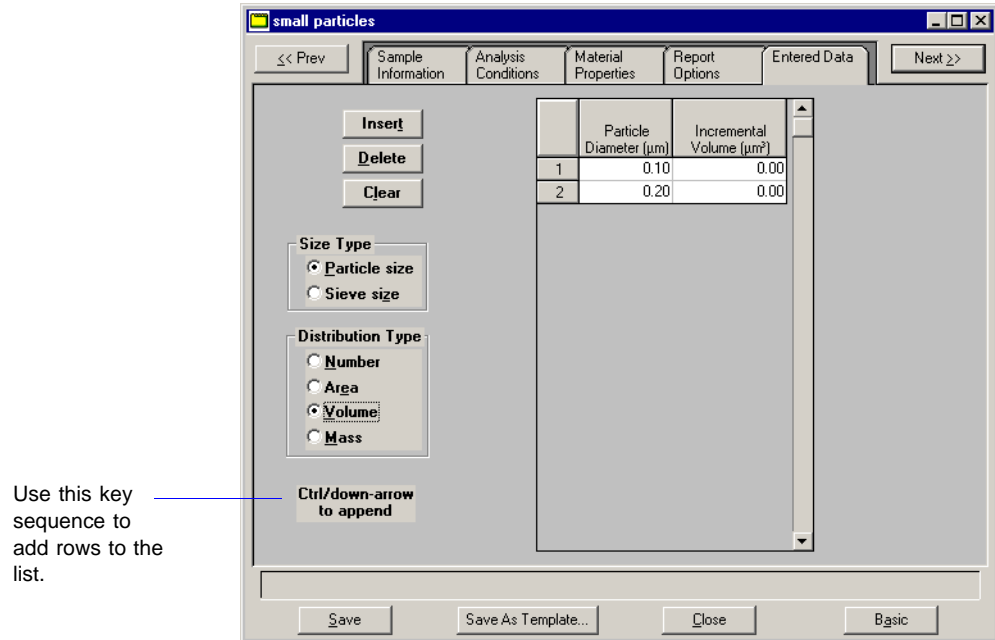 small particles
<< Prev
Sample
Information
Analysis
Conditions
Material
Properties
Report
Options
Entered Data
Next >>
Insert
Delete
Clear
Particle
Diameter (µm)
Incremental
Volume (µm³)
1 0.10 0.00
2 0.20 0.00
Size Type
Particle size
Sieve size
Distribution Type
Number
Area
Volume
Mass
Ctrl/down-arrow
to append
Use this key
sequence to
add rows to the
list.
Save
Save As Template...
Close
Basic